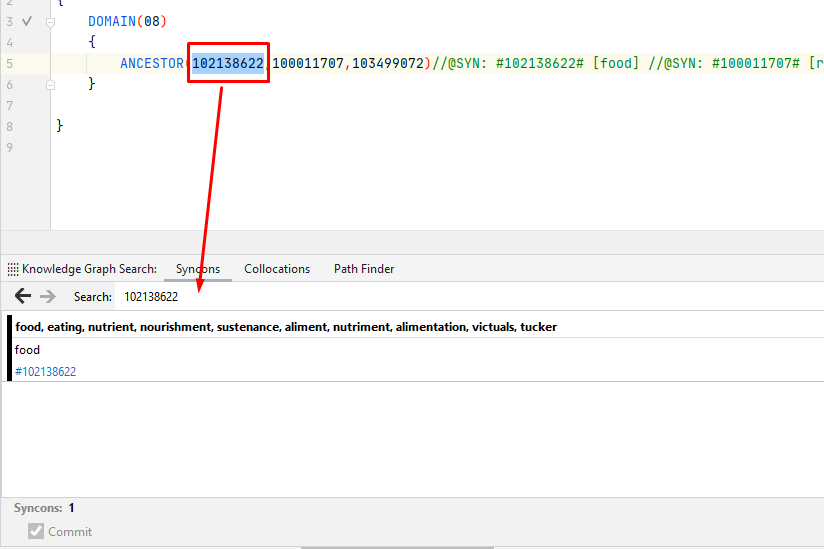 2 {
3 DOMAIN(08)
4 {
5 ANCESTOR(102138622,100011707,103499072)//@SYN: #102138622# [food] //@SYN: #100011707# [r
6 }
7
8 }
9
Knowledge Graph Search: Syncons Collocations Path Finder
Search: 102138622
food, eating, nutrient, nourishment, sustenance, aliment, nutriment, alimentation, victuals, tucker
food
#102138622
Syncons: 1
Commit